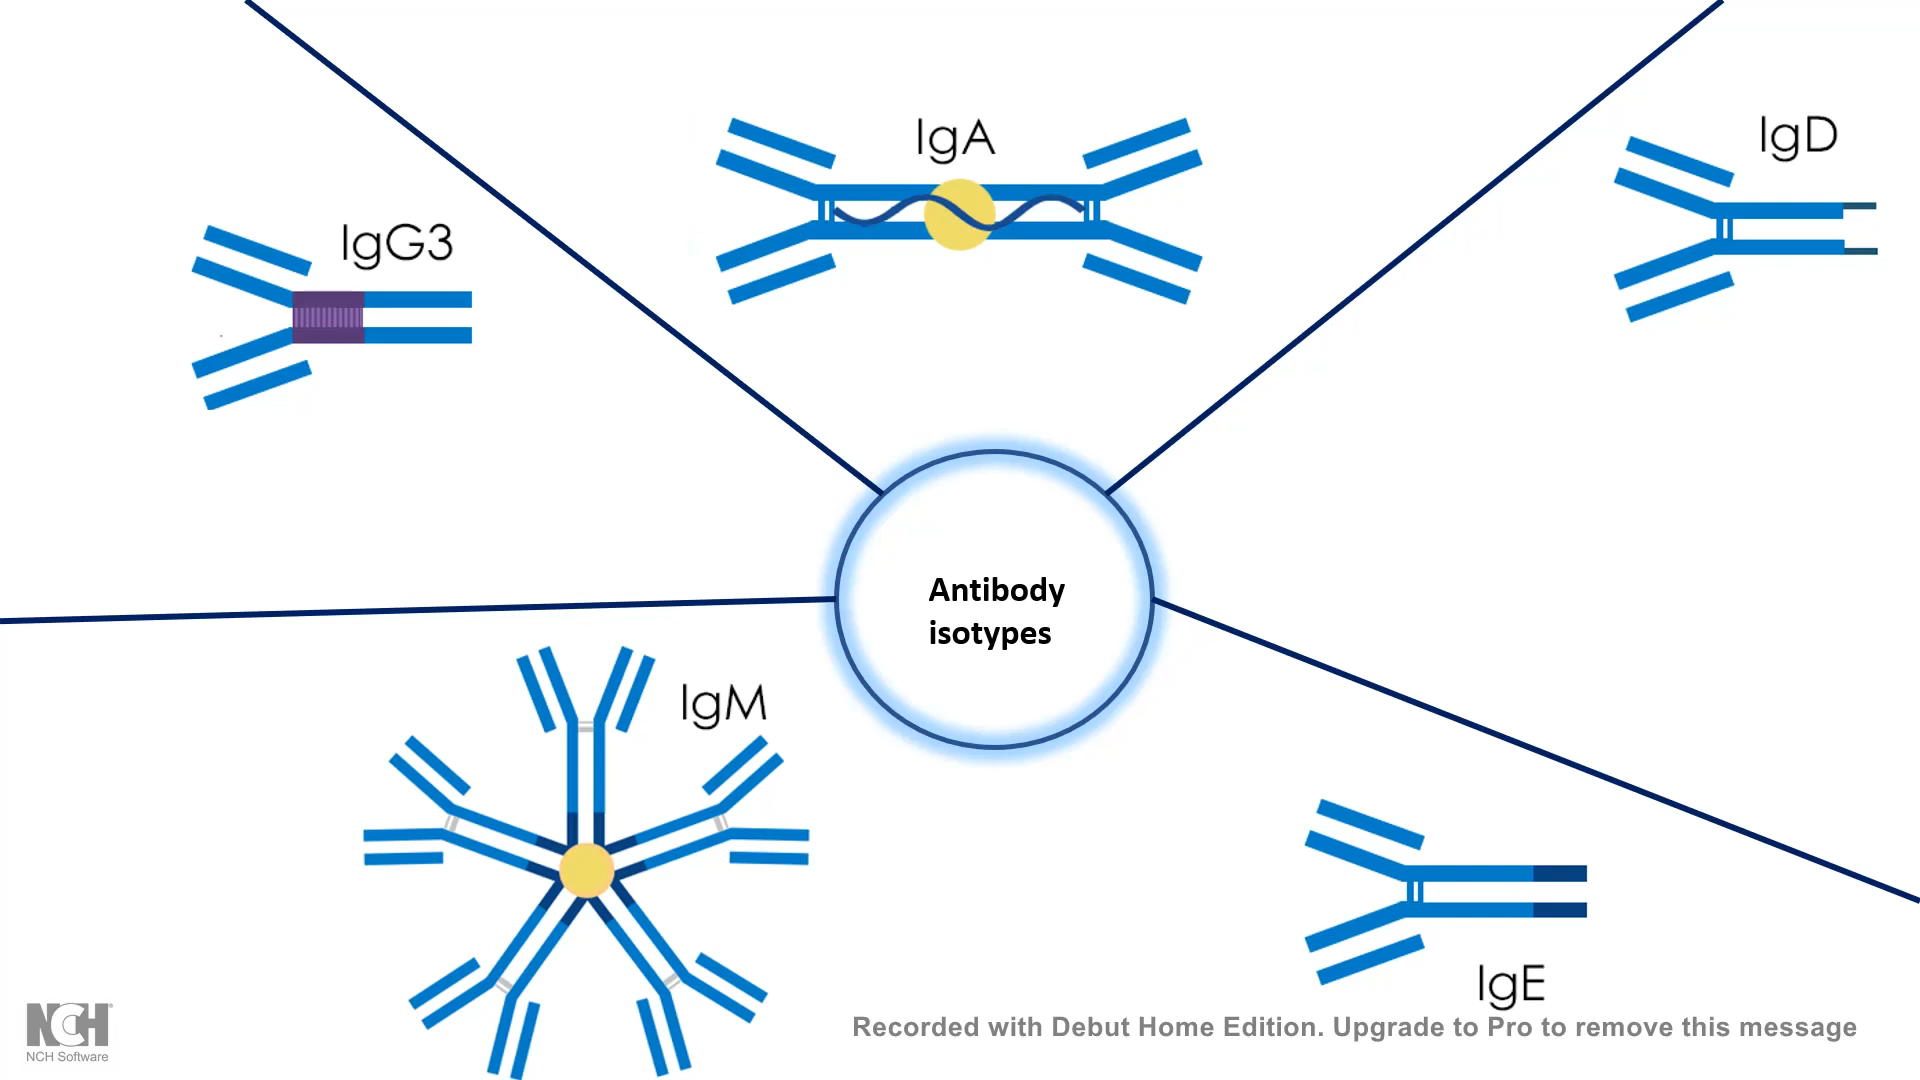 IgA
IgD
IgG3
Antibody
isotypes
IgM
IgE
NCH
NCH Software
Recorded with Debut Home Edition. Upgrade to Pro to remove this message